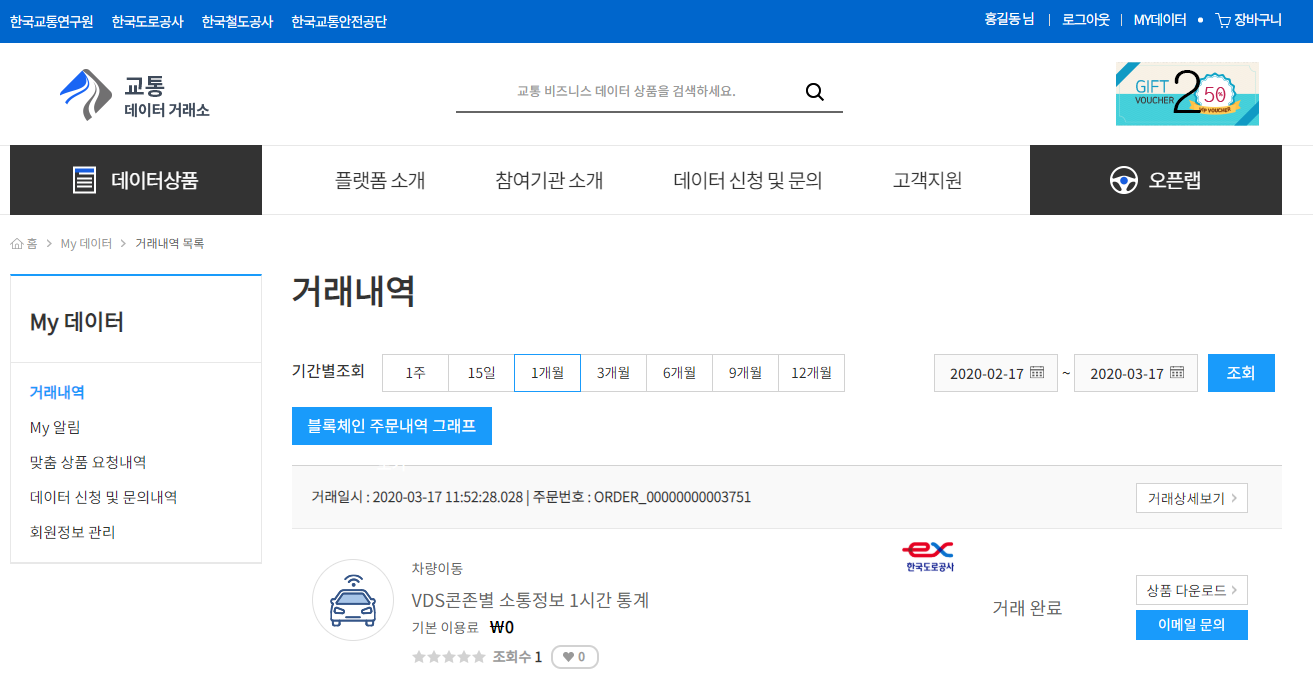 한국교통연구원 한국도로공사 한국철도공사 한국교통안전공단 홍길동 님 | 로그아웃 | MY데이터 장바구니
교통
데이터 거래소
교통 비즈니스 데이터 상품을 검색하세요.
GIFT
VOUCHER
2
50%
VIP VOUCHER
데이터상품 플랫폼 소개 참여기관 소개 데이터 신청 및 문의 고객지원 오픈랩
홈 > My 데이터 > 거래내역 목록
My 데이터
거래내역
My 알림
맞춤 상품 요청내역
데이터 신청 및 문의내역
회원정보 관리
거래내역
기간별조회 1주 15일 1개월 3개월 6개월 9개월 12개월 2020-02-17 ~ 2020-03-17 조회
블록체인 주문내역 그래프
거래일시 : 2020-03-17 11:52:28.028 | 주문번호 : ORDER_00000000003751 거래상세보기 >
차량이동
VDS콘존별 소통정보 1시간 통계
기본 이용료 ₩0
조회수 1 0
ex
한국도로공사
거래 완료
상품 다운로드 >
이메일 문의